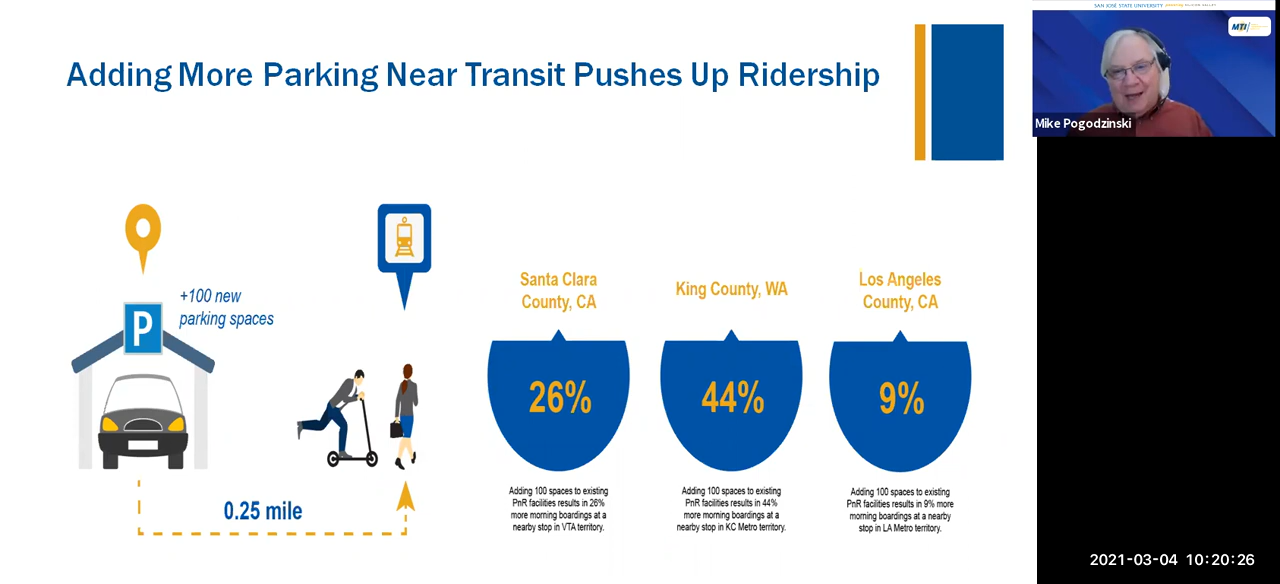 SAN JOSÉ STATE UNIVERSITY
MTI
Adding More Parking Near Transit Pushes Up Ridership
Mike Pogodzinski
+100 new
parking spaces
P
0.25 mile
Santa Clara
County, CA
26%
Adding 100 spaces to existing
PnR facilities results in 26%
more morning boardings at a
nearby stop in VTA territory.
King County, WA
44%
Adding 100 spaces to existing
PnR facilities results in 44%
more morning boardings at a
nearby stop in KC Metro territory.
Los Angeles
County, CA
9%
Adding 100 spaces to existing
PnR facilities results in 9% more
morning boardings at a nearby
stop in LA Metro territory.
2021-03-04 10:20:26